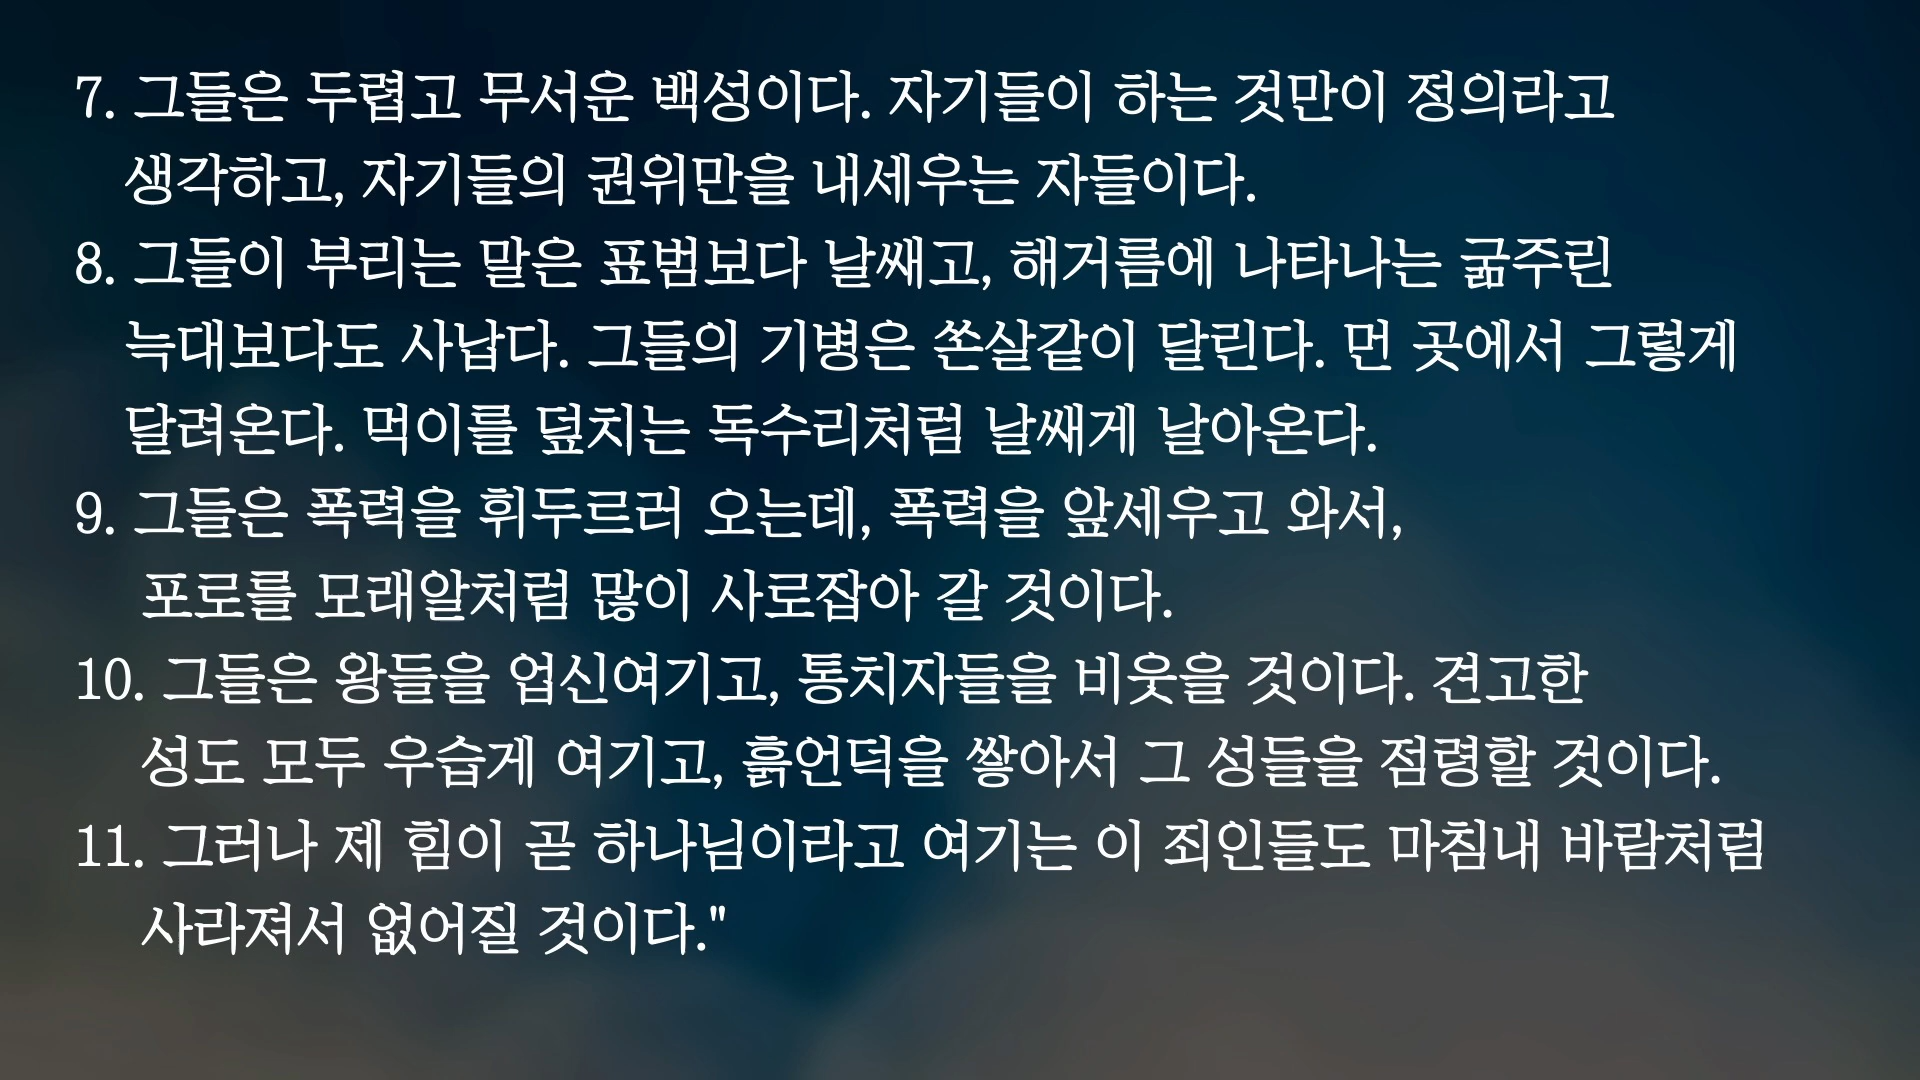 7. 그들은 두렵고 무서운 백성이다. 자기들이 하는 것만이 정의라고
생각하고, 자기들의 권위만을 내세우는 자들이다.
8. 그들이 부리는 말은 표범보다 날쌔고, 해거름에 나타나는 굶주린
늑대보다도 사납다. 그들의 기병은 쏜살같이 달린다. 먼 곳에서 그렇게
달려온다. 먹이를 덮치는 독수리처럼 날쌔게 날아온다.
9. 그들은 폭력을 휘두르러 오는데, 폭력을 앞세우고 와서,
포로를 모래알처럼 많이 사로잡아 갈 것이다.
10. 그들은 왕들을 업신여기고, 통치자들을 비웃을 것이다. 견고한
성도 모두 우습게 여기고, 흙언덕을 쌓아서 그 성들을 점령할 것이다.
11. 그러나 제 힘이 곧 하나님이라고 여기는 이 죄인들도 마침내 바람처럼
사라져서 없어질 것이다."